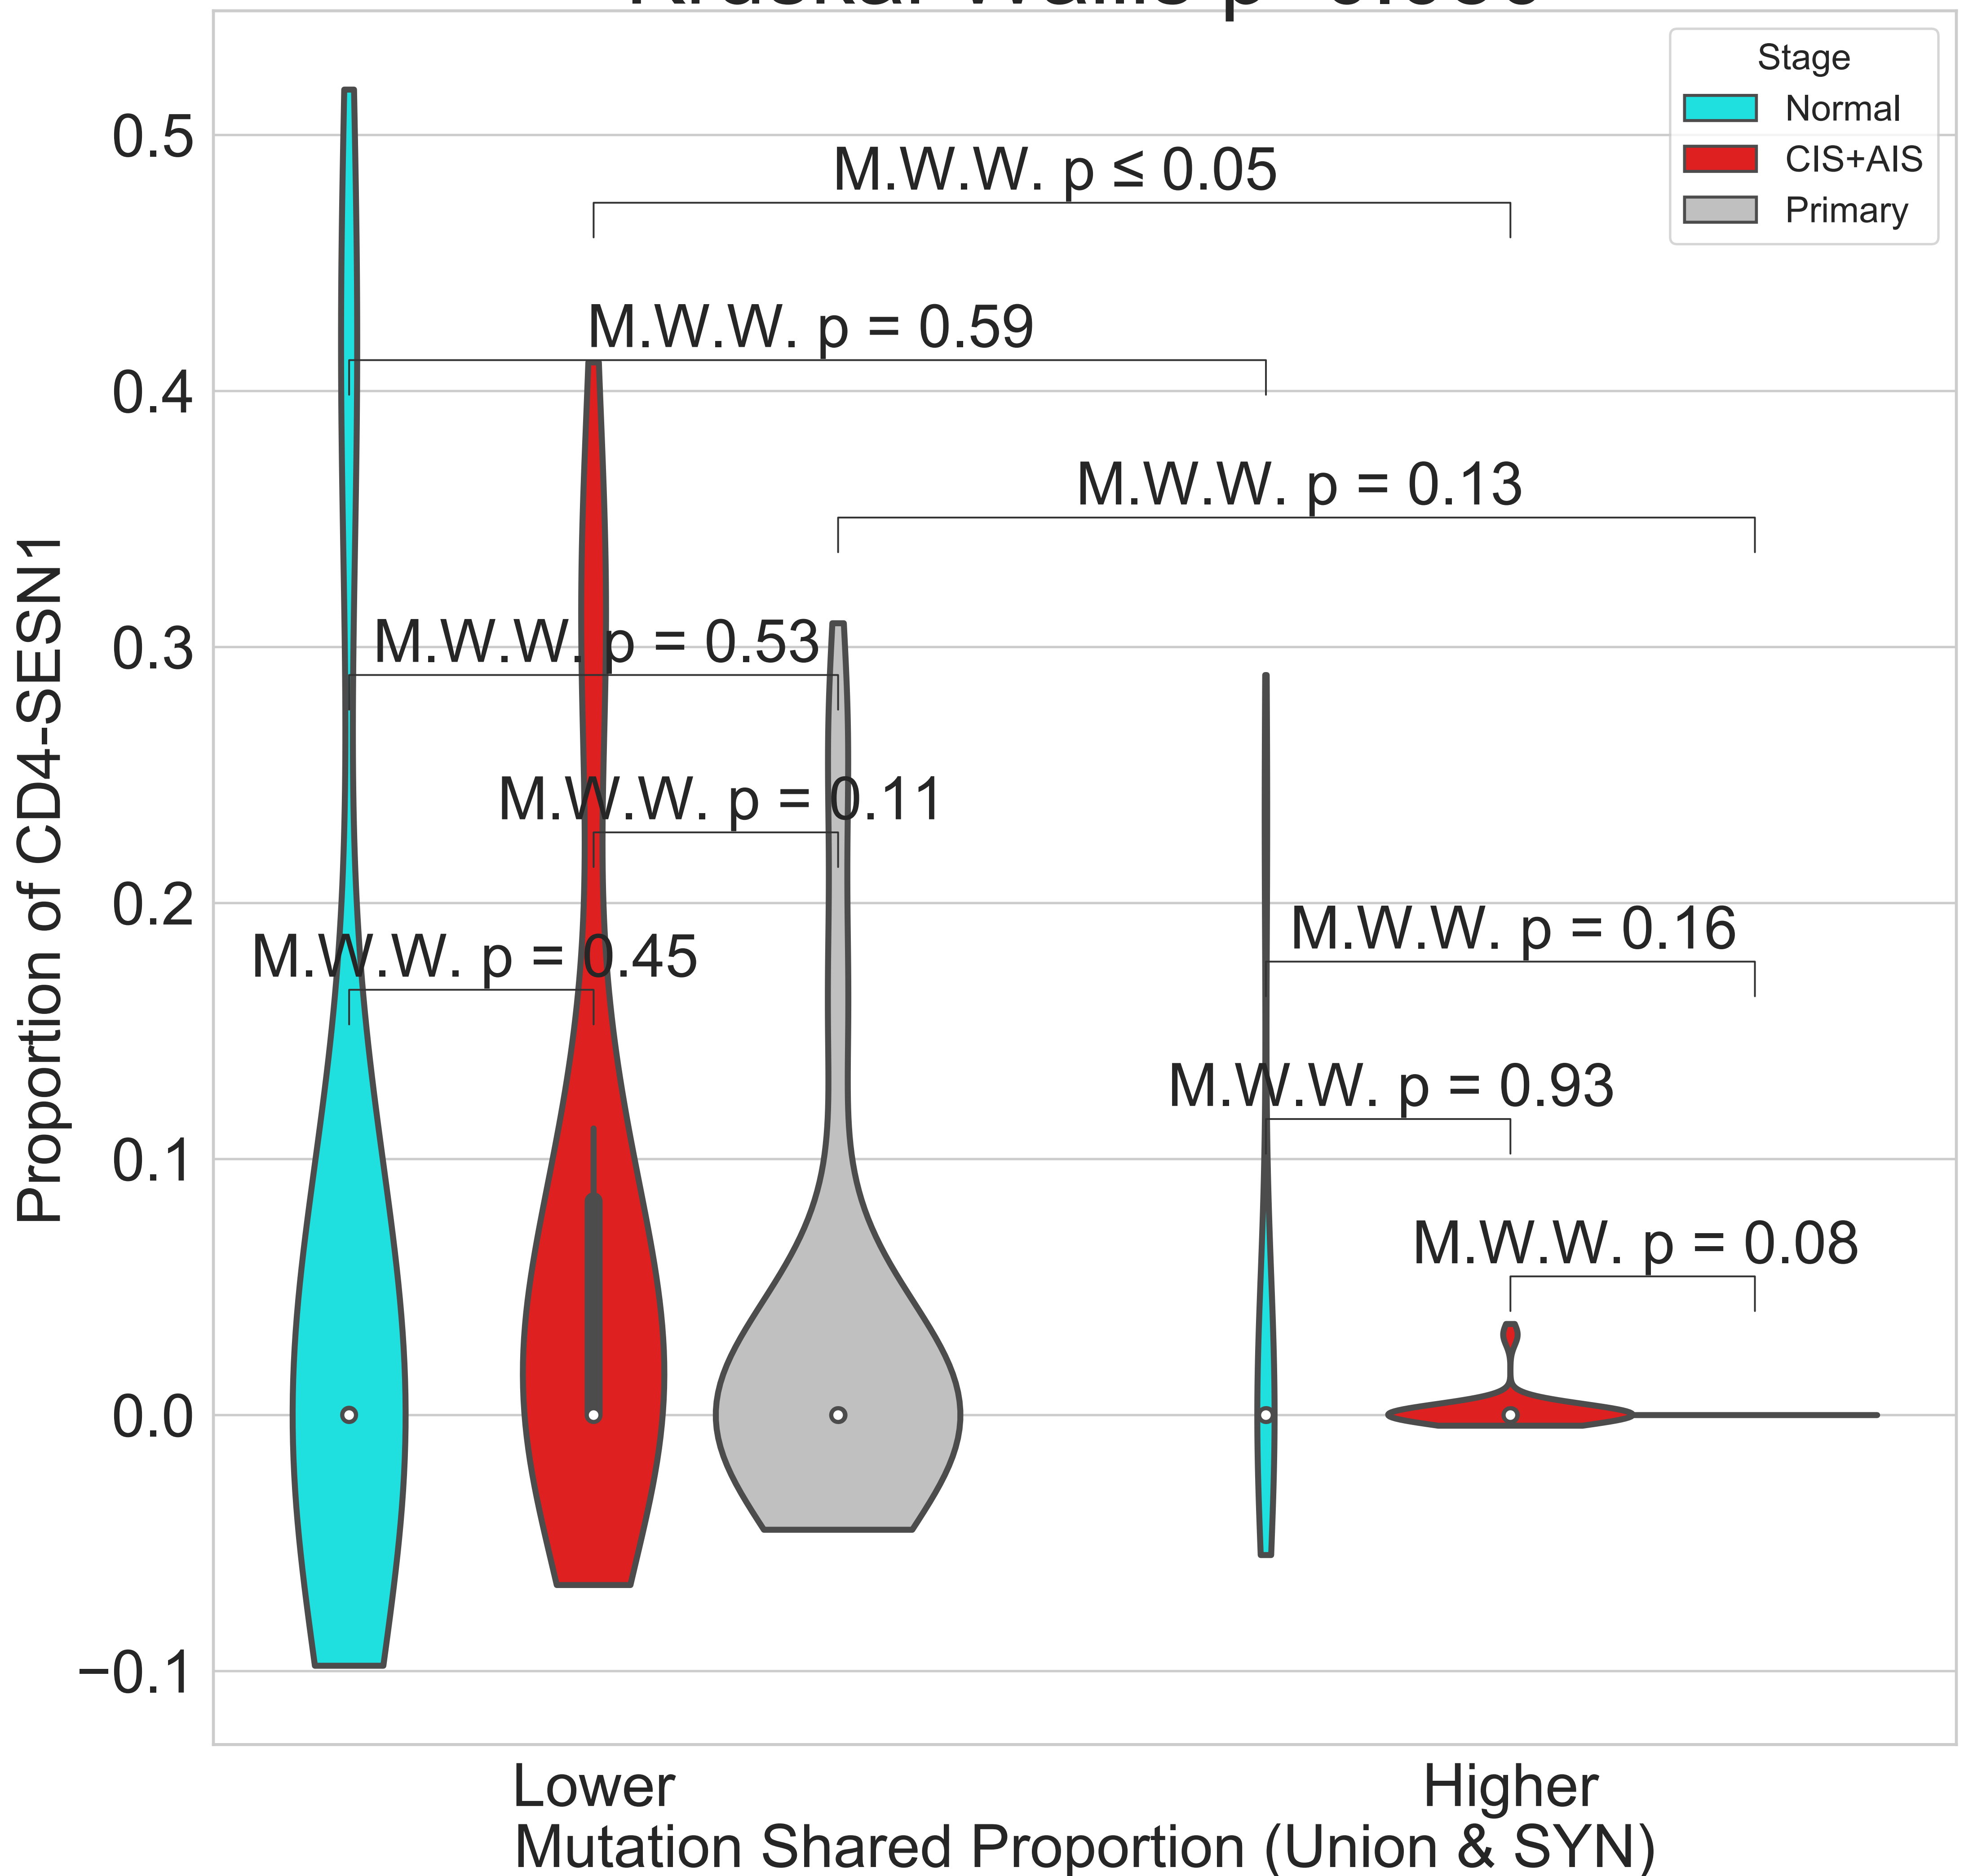 Stage
Normal
CIS+AIS
Primary
0.5
0.4
0.3
0.2
0.1
0.0
−0.1
Proportion of CD4-SESN1
M.W.W. p ≤ 0.05
M.W.W. p = 0.59
M.W.W. p = 0.13
M.W.W. p = 0.53
M.W.W. p = 0.11
M.W.W. p = 0.16
M.W.W. p = 0.45
M.W.W. p = 0.93
M.W.W. p = 0.08
Lower
Higher
Mutation Shared Proportion (Union & SYN)